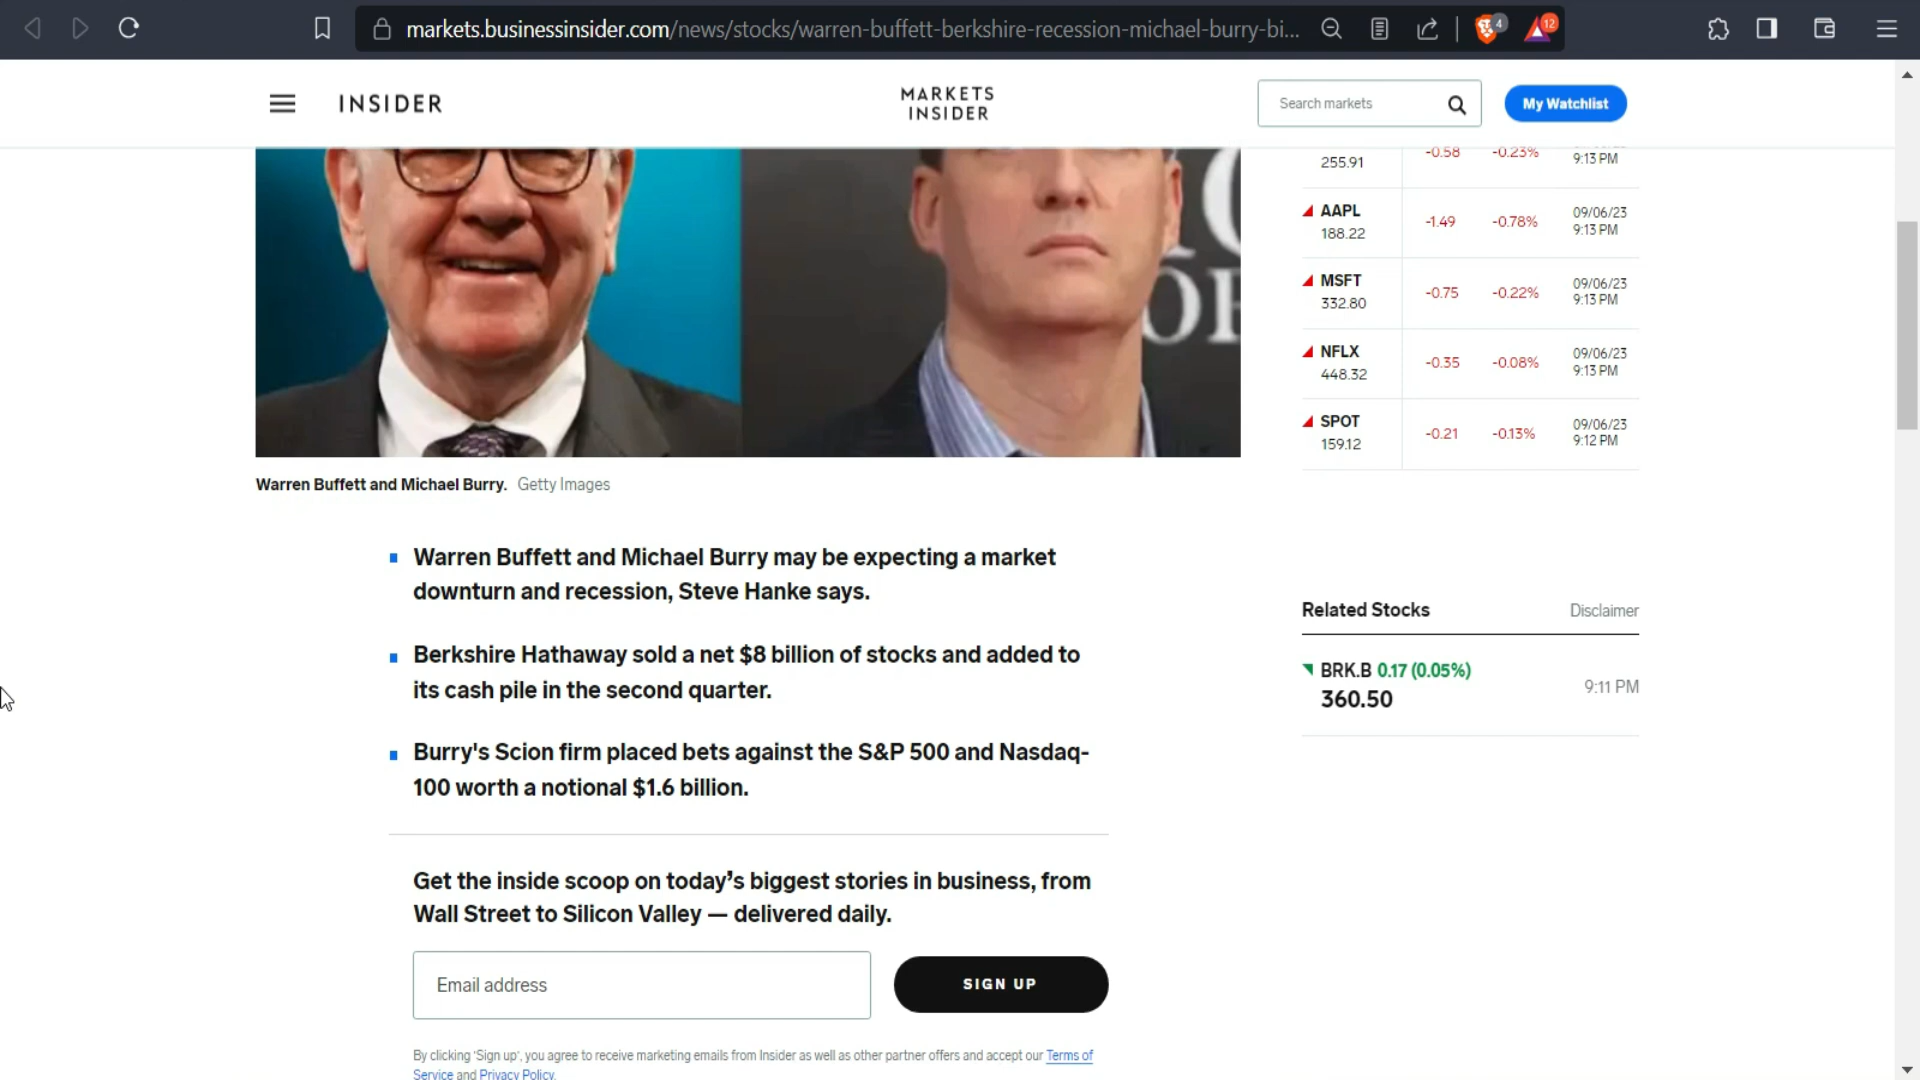 markets.businessinsider.com/news/stocks/warren-buffett-berkshire-recession-michael-burry-bi...
4
12
INSIDER
MARKETS
INSIDER
Search markets
My Watchlist
255.91
-0.58
-0.23%
9:13 PM
AAPL
188.22
-1.49
-0.78%
09/06/23
9:13 PM
MSFT
332.80
-0.75
-0.22%
09/06/23
9:13 PM
NFLX
448.32
-0.35
-0.08%
09/06/23
9:13 PM
SPOT
159.12
-0.21
-0.13%
09/06/23
9:12 PM
Warren Buffett and Michael Burry. Getty Images
Warren Buffett and Michael Burry may be expecting a market
downturn and recession, Steve Hanke says.
Berkshire Hathaway sold a net $8 billion of stocks and added to
its cash pile in the second quarter.
Burry's Scion firm placed bets against the S&P 500 and Nasdaq-
100 worth a notional $1.6 billion.
Related Stocks
Disclaimer
BRK.B 0.17 (0.05%)
360.50
9:11 PM
Get the inside scoop on today’s biggest stories in business, from
Wall Street to Silicon Valley — delivered daily.
Email address
SIGN UP
By clicking 'Sign up', you agree to receive marketing emails from Insider as well as other partner offers and accept our Terms of
Service and Privacy Policy.